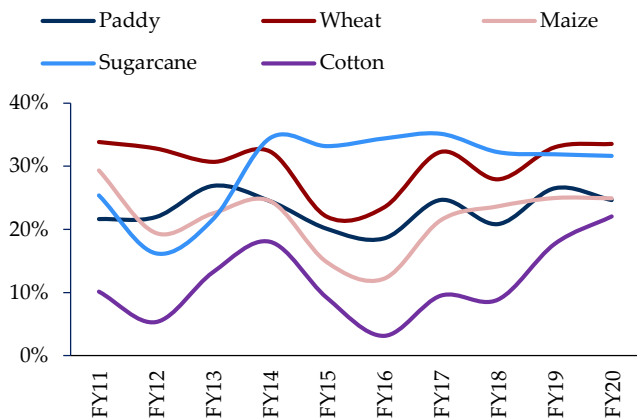 Paddy Wheat Maize
Sugarcane Cotton
40%
30%
20%
10%
0%
FY11
FY12
FY13
FY14
FY15
FY16
FY17
FY18
FY19
FY20